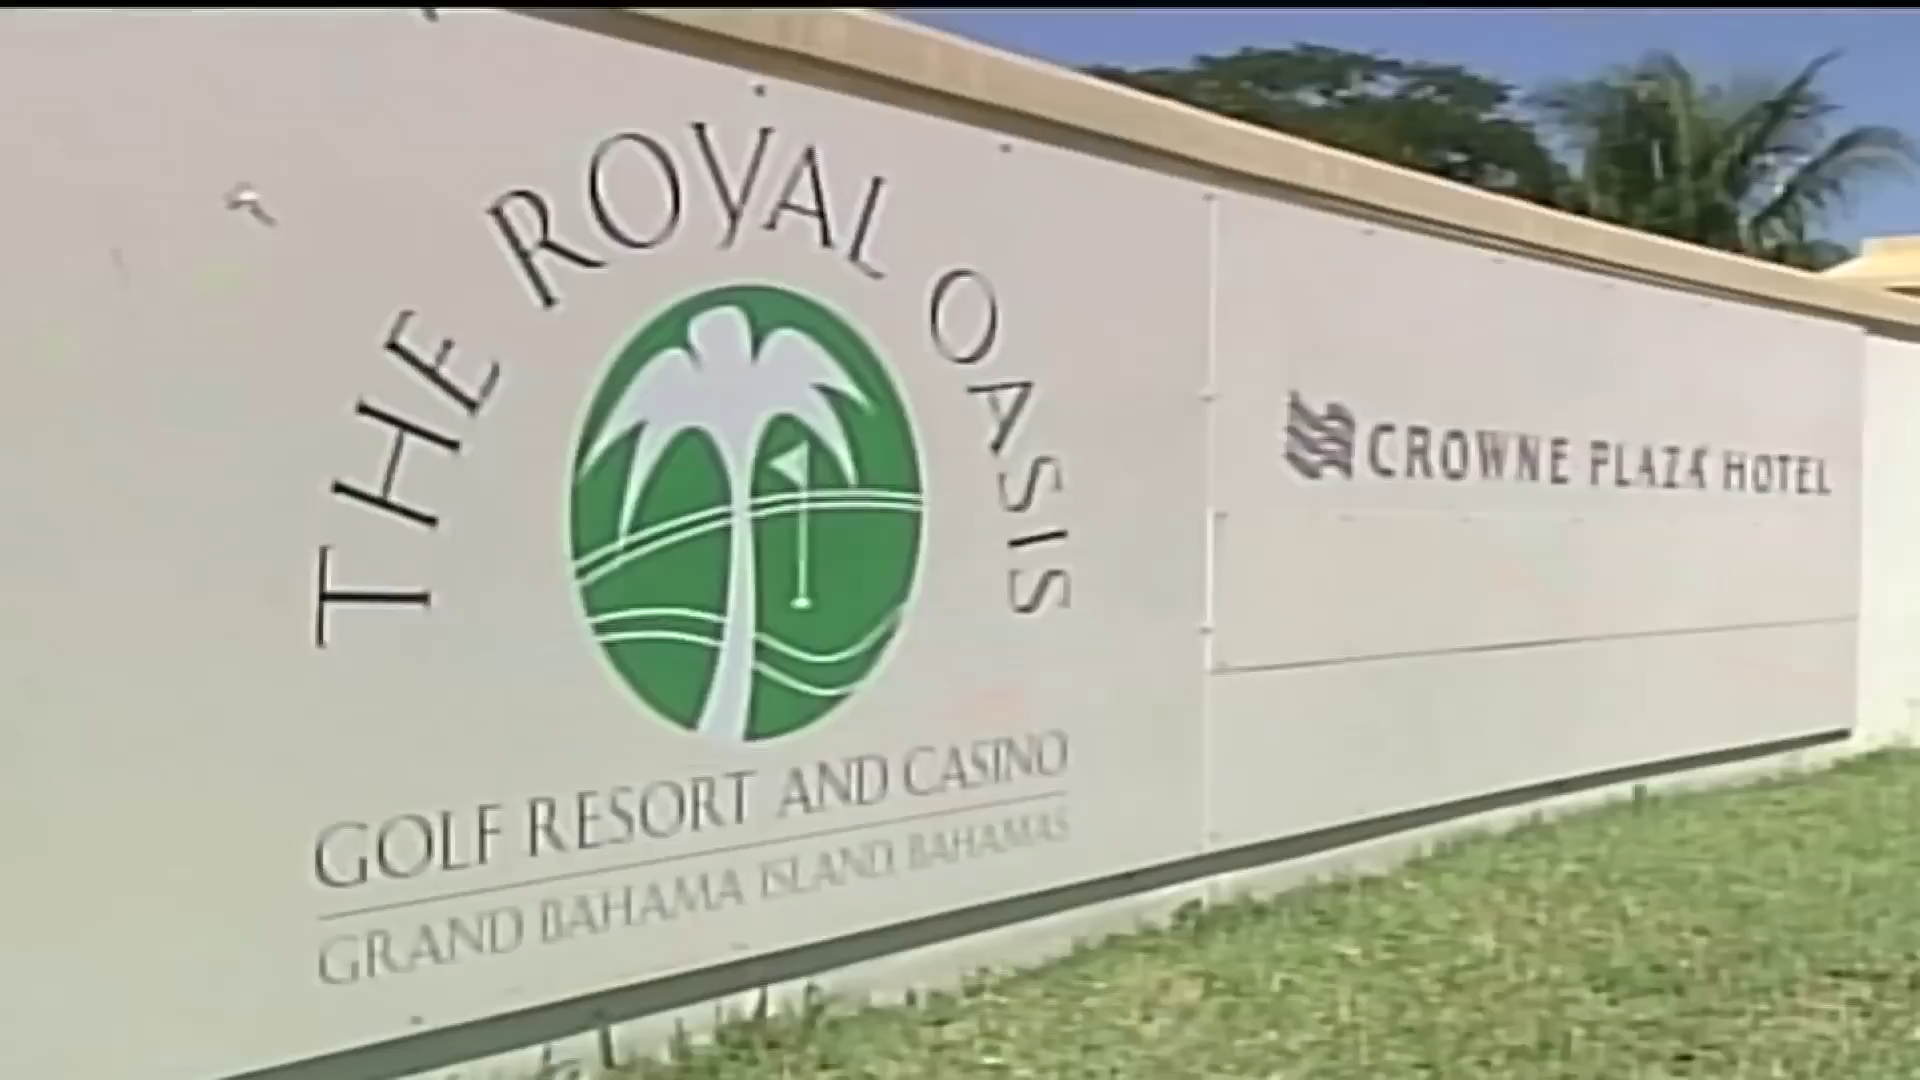 THE ROYAL OASIS
GOLF RESORT AND CASINO
GRAND BAHAMA ISLAND BAHAMAS
CROWNE PLAZA HOTEL